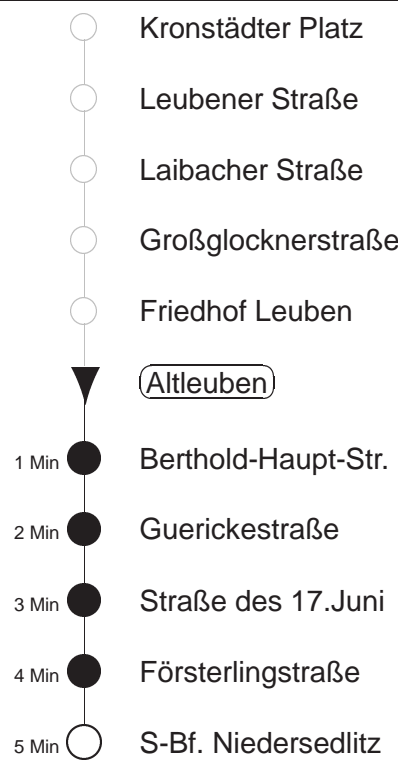 Kronstädter Platz
Leubener Straße
Laibacher Straße
Großglocknerstraße
Friedhof Leuben
Altleuben
1 Min Berthold-Haupt-Str.
2 Min Guerickestraße
3 Min Straße des 17.Juni
4 Min Försterlingstraße
5 Min S-Bf. Niedersedlitz